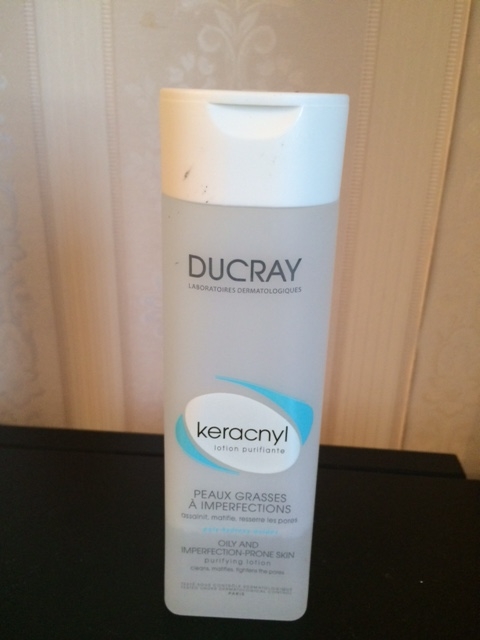 DUCRAY
LABORATOIRES DERMATOLOGIQUES
keracnyl
lotion purifiante
PEAUX GRASSES
À IMPERFECTIONS
assainit, matifie, resserre les pores
OILY AND
IMPERFECTION-PRONE SKIN
purifying lotion
cleans, matifies, tightens the pores
PARIS